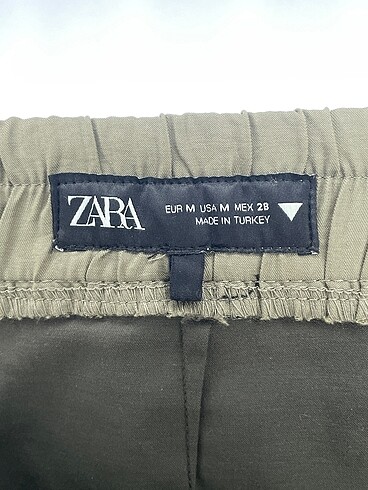 ZARA
EUR M USA M MEX 28
MADE IN TURKEY